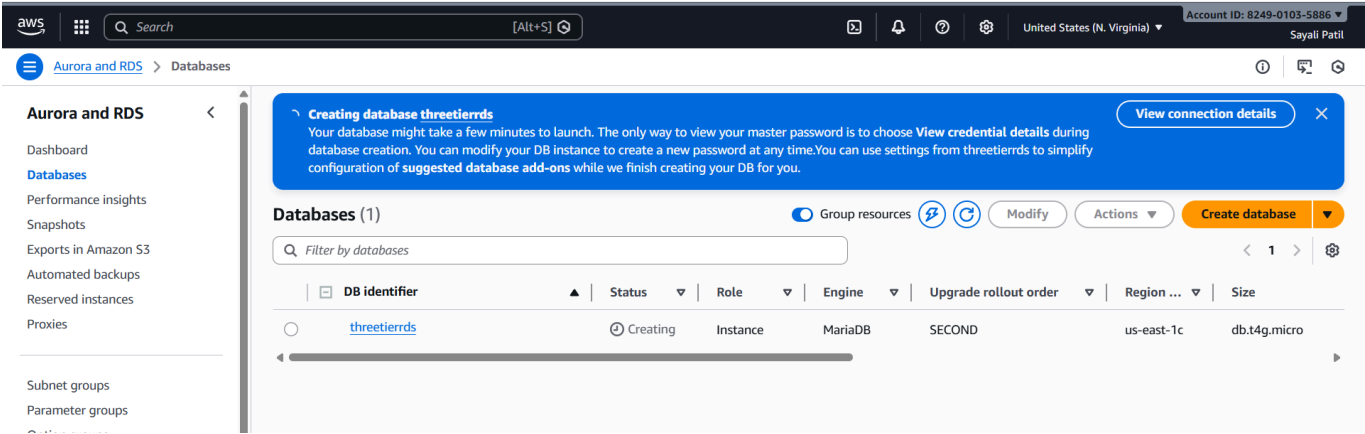 aws
Search
[Alt+S]
United States (N. Virginia)
Account ID: 8249-0103-5886
Sayali Patil
Aurora and RDS > Databases
Aurora and RDS
Dashboard
Databases
Performance insights
Snapshots
Exports in Amazon S3
Automated backups
Reserved instances
Proxies
Subnet groups
Parameter groups
Creating database threetierrds
Your database might take a few minutes to launch. The only way to view your master password is to choose View credential details during
database creation. You can modify your DB instance to create a new password at any time.You can use settings from threetierrds to simplify
configuration of suggested database add-ons while we finish creating your DB for you.
View connection details
Databases (1)
Group resources
Modify
Actions
Create database
Filter by databases
1
DB identifier Status Role Engine Upgrade rollout order Region ... Size
threetierrds Creating Instance MariaDB SECOND us-east-1c db.t4g.micro